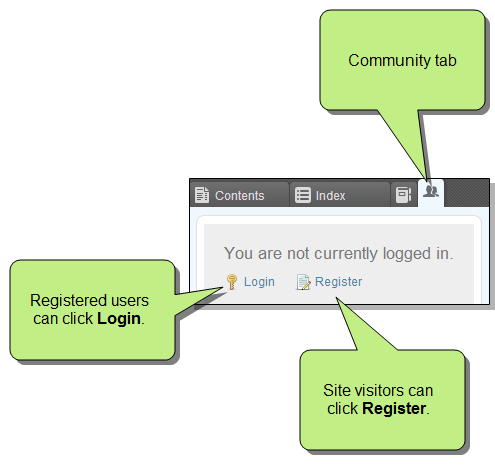 Community tab
Contents
Index
You are not currently logged in.
Login
Register
Registered users
can click Login.
Site visitors can
click Register.